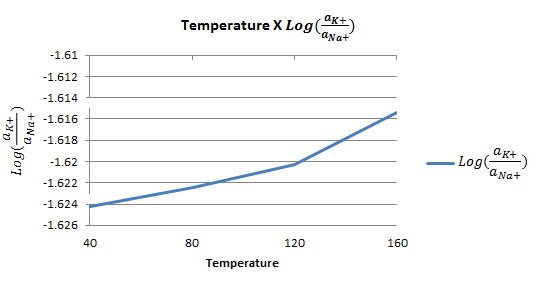 Temperature X Log(aK+/aNa+)
-1.61
-1.612
-1.614
-1.616
-1.618
-1.62
-1.622
-1.624
-1.626
Log(aK+/aNa+)
40 80 120 160
Temperature
Log(aK+/aNa+)